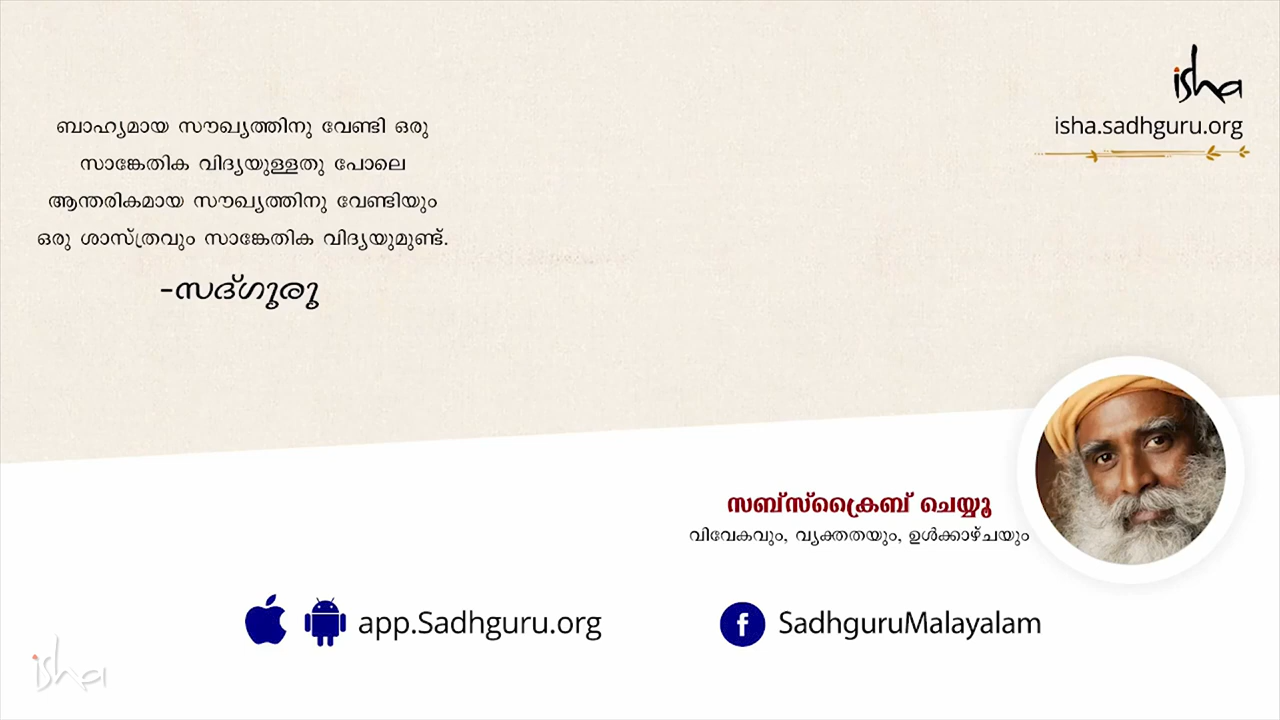 isha
isha.sadhguru.org
ബാഹ്യമായ സൗഖ്യത്തിനു വേണ്ടി ഒരു
സാങ്കേതിക വിദ്യയുള്ളതു പോലെ
ആന്തരികമായ സൗഖ്യത്തിനു വേണ്ടിയും
ഒരു ശാസ്ത്രവും സാങ്കേതിക വിദ്യയുമുണ്ട്.
-സദ്ഗുരു
സബ്സ്ക്രൈബ് ചെയ്യൂ
വിവേകവും, വ്യക്തതയും, ഉൾക്കാഴ്ചയും
app.Sadhguru.org
SadhguruMalayalam
isha